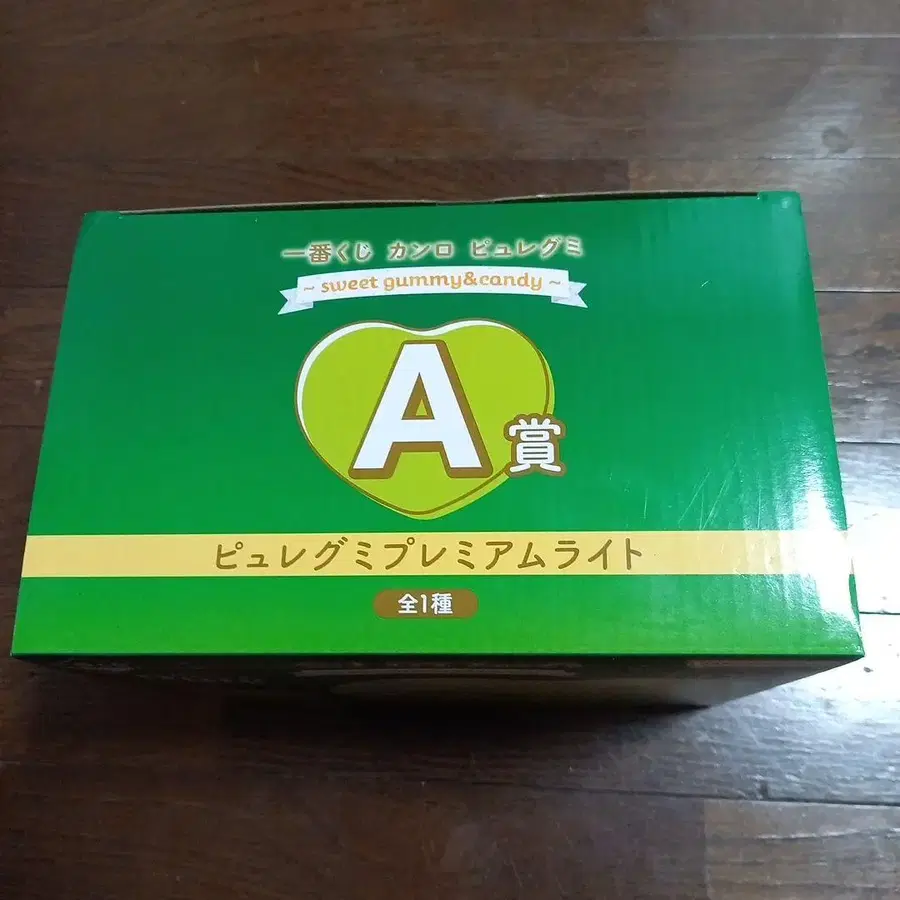 一番くじ カンロ ピュレグミ
~ sweet gummy&candy ~
A賞
ピュレグミプレミアムライト
全1種